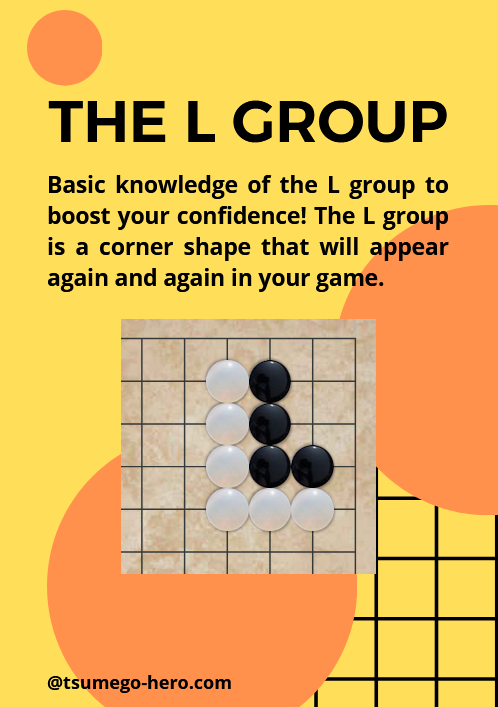 THE L GROUP
Basic knowledge of the L group to
boost your confidence! The L group
is a corner shape that will appear
again and again in your game.
@tsumego-hero.com